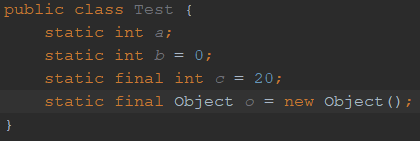 public class Test {
    static int a;
    static int b = 0;
    static final int c = 20;
    static final Object o = new Object();
}